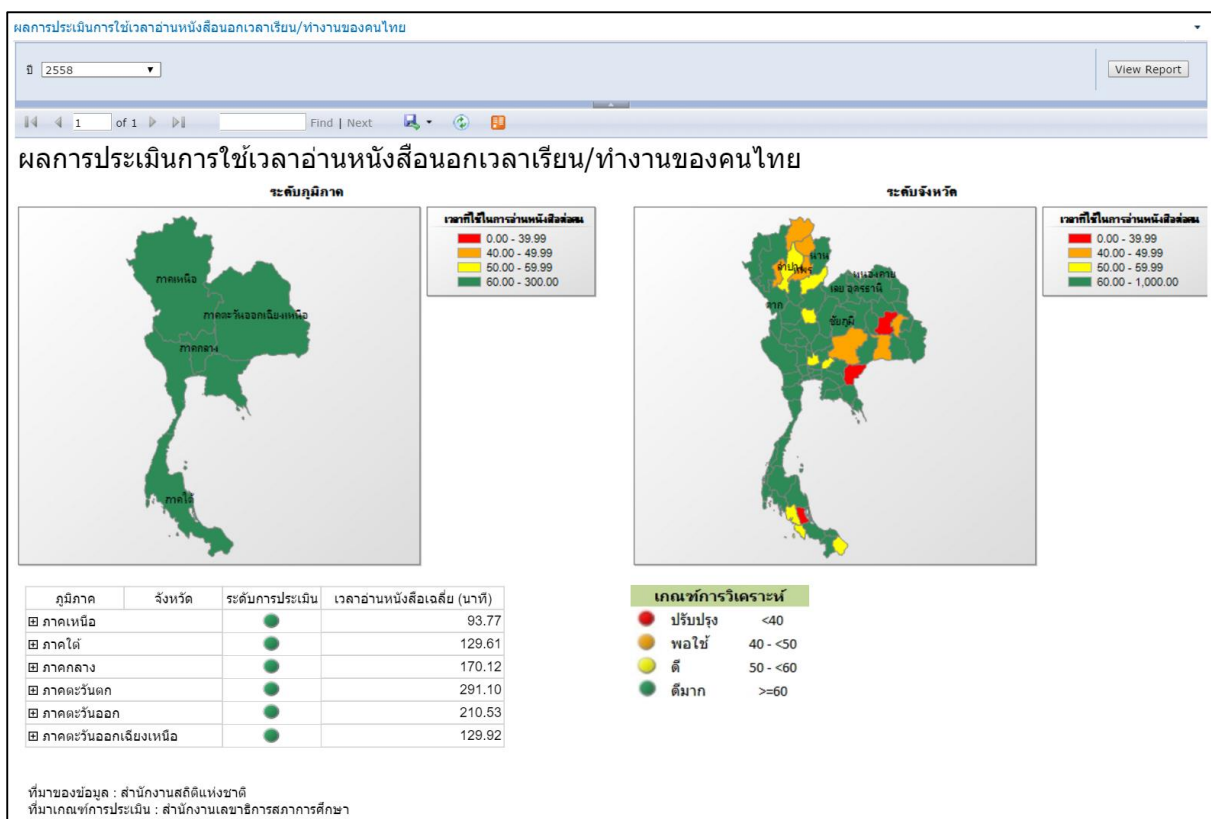 ผลการประเมินการใช้เวลาอ่านหนังสือนอกเวลาเรียน/ทำงานของคนไทย
ปี 2558 View Report
1 of 1 Find | Next
ผลการประเมินการใช้เวลาอ่านหนังสือนอกเวลาเรียน/ทำงานของคนไทย
ระดับภูมิภาค
ภาคเหนือ
ภาคตะวันออกเฉียงเหนือ
ภาคกลาง
ภาคใต้
เวลาที่ใช้ในการอ่านหนังสือต่อคน
0.00 - 39.99
40.00 - 49.99
50.00 - 59.99
60.00 - 300.00
ระดับจังหวัด
น่าน
ลำปาง แพร่
หนองคาย
เลย อุดรธานี
ตาก
ชัยภูมิ
เวลาที่ใช้ในการอ่านหนังสือต่อคน
0.00 - 39.99
40.00 - 49.99
50.00 - 59.99
60.00 - 1,000.00
ภูมิภาค จังหวัด ระดับการประเมิน เวลาอ่านหนังสือเฉลี่ย (นาที)
ภาคเหนือ 93.77
ภาคใต้ 129.61
ภาคกลาง 170.12
ภาคตะวันตก 291.10
ภาคตะวันออก 210.53
ภาคตะวันออกเฉียงเหนือ 129.92
เกณฑ์การวิเคราะห์
ปรับปรุง <40
พอใช้ 40 - <50
ดี 50 - <60
ดีมาก >=60
ที่มาของข้อมูล : สำนักงานสถิติแห่งชาติ
ที่มาเกณฑ์การประเมิน : สำนักงานเลขาธิการสภาการศึกษา